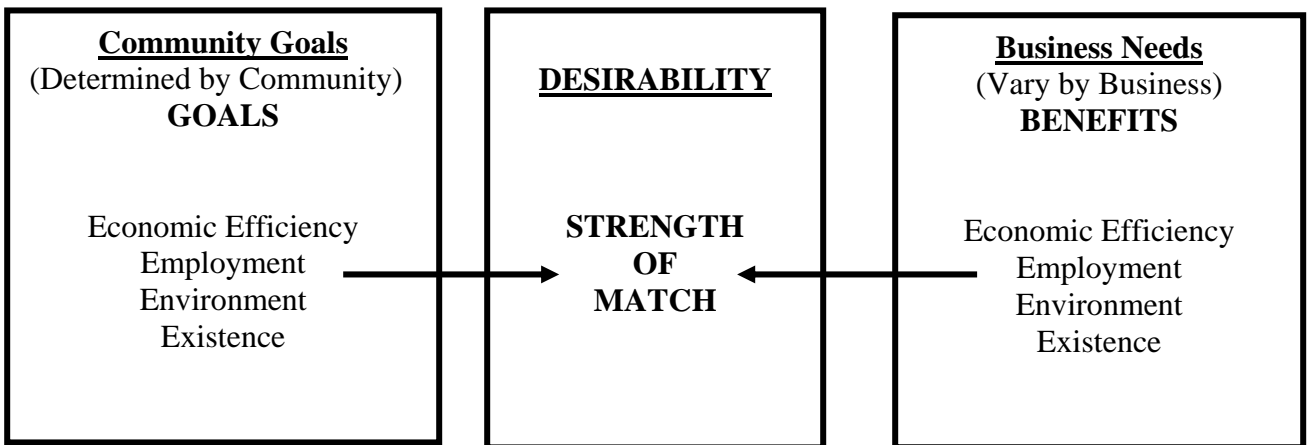 Community Goals
(Determined by Community)
GOALS
Economic Efficiency
Employment
Environment
Existence
DESIRABILITY
STRENGTH
OF
MATCH
Business Needs
(Vary by Business)
BENEFITS
Economic Efficiency
Employment
Environment
Existence